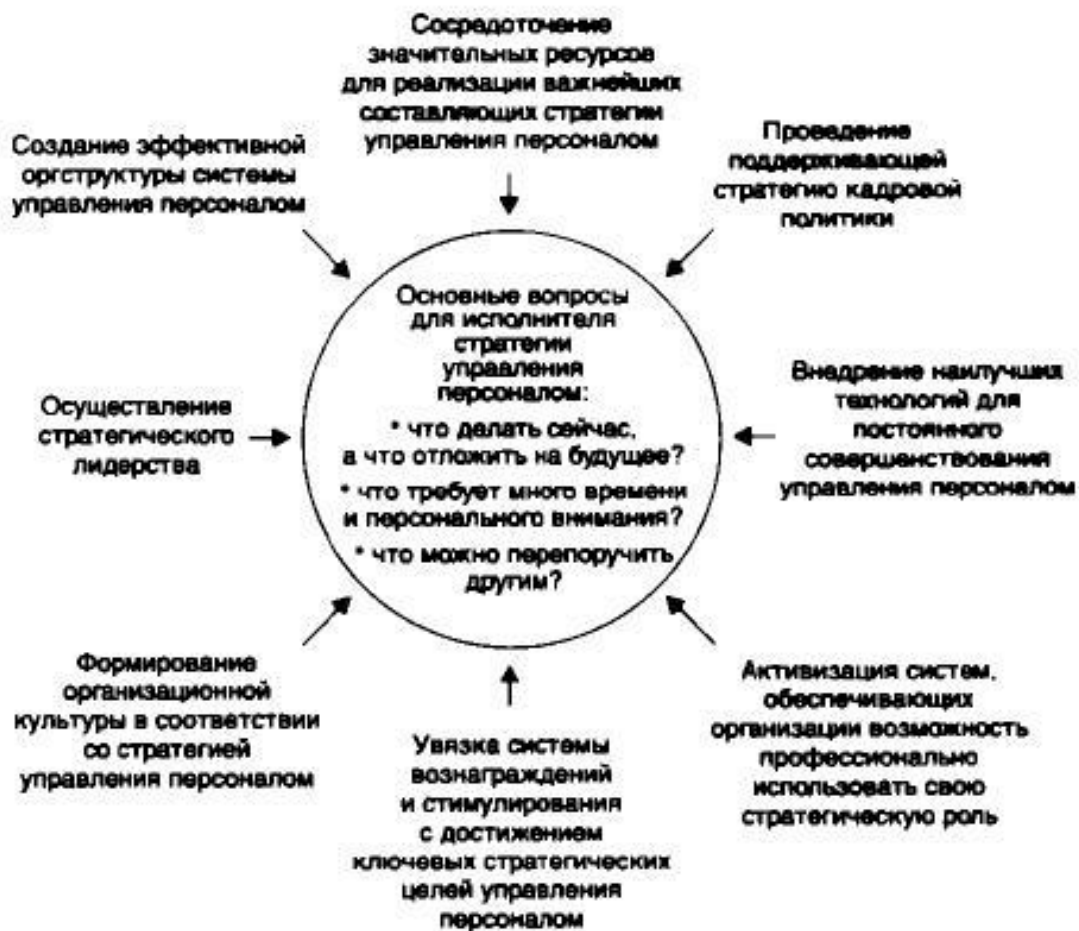 Сосредоточение
значительных ресурсов
для реализации важнейших
составляющих стратегии
управления персоналом
Создание эффективной
оргструктуры системы
управления персоналом
Проведение
поддерживающей
стратегию кадровой
политики
Основные вопросы
для исполнителя
стратегии
управления
персоналом:
* что делать сейчас,
а что отложить на будущее?
* что требует много времени
и персонального внимания?
* что можно перепоручить
другим?
Осуществление
стратегического
лидерства
Внедрение наилучших
технологий для
постоянного
совершенствования
управления персоналом
Формирование
организационной
культуры в соответствии
со стратегией
управления персоналом
Увязка системы
вознаграждений
и стимулирования
с достижением
ключевых стратегических
целей управления
персоналом
Активизация систем,
обеспечивающих
организации возможность
профессионально
использовать свою
стратегическую роль